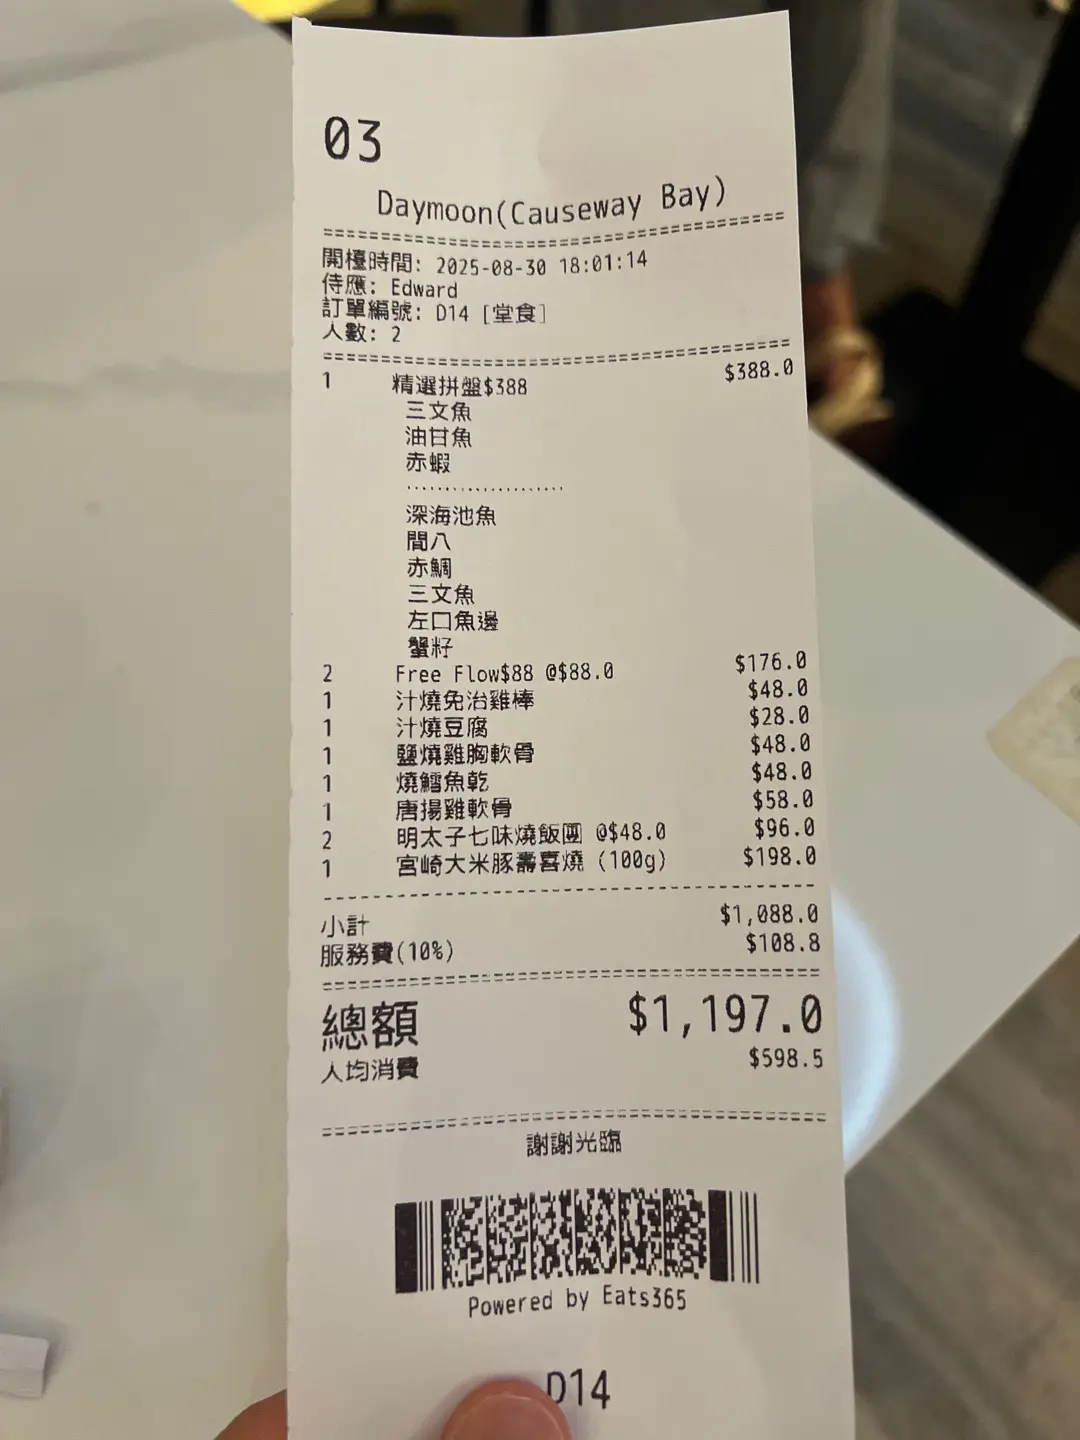 03
Daymoon(Causeway Bay)
開檯時間: 2025-08-30 18:01:14
侍應: Edward
訂單編號: D14 [堂食]
人數: 2
1 精選拼盤$388 $388.0
三文魚
油甘魚
赤蝦
....................
深海池魚
間八
赤鯛
三文魚
左口魚邊
蟹籽
2 Free Flow$88 @$88.0 $176.0
1 汁燒免治雞棒 $48.0
1 汁燒豆腐 $28.0
1 鹽燒雞胸軟骨 $48.0
1 燒鱈魚乾 $48.0
1 唐揚雞軟骨 $58.0
2 明太子七味燒飯團 @$48.0 $96.0
1 宮崎大米豚壽喜燒 (100g) $198.0
小計 $1,088.0
服務費(10%) $108.8
總額 $1,197.0
人均消費 $598.5
謝謝光臨
Powered by Eats365
D14